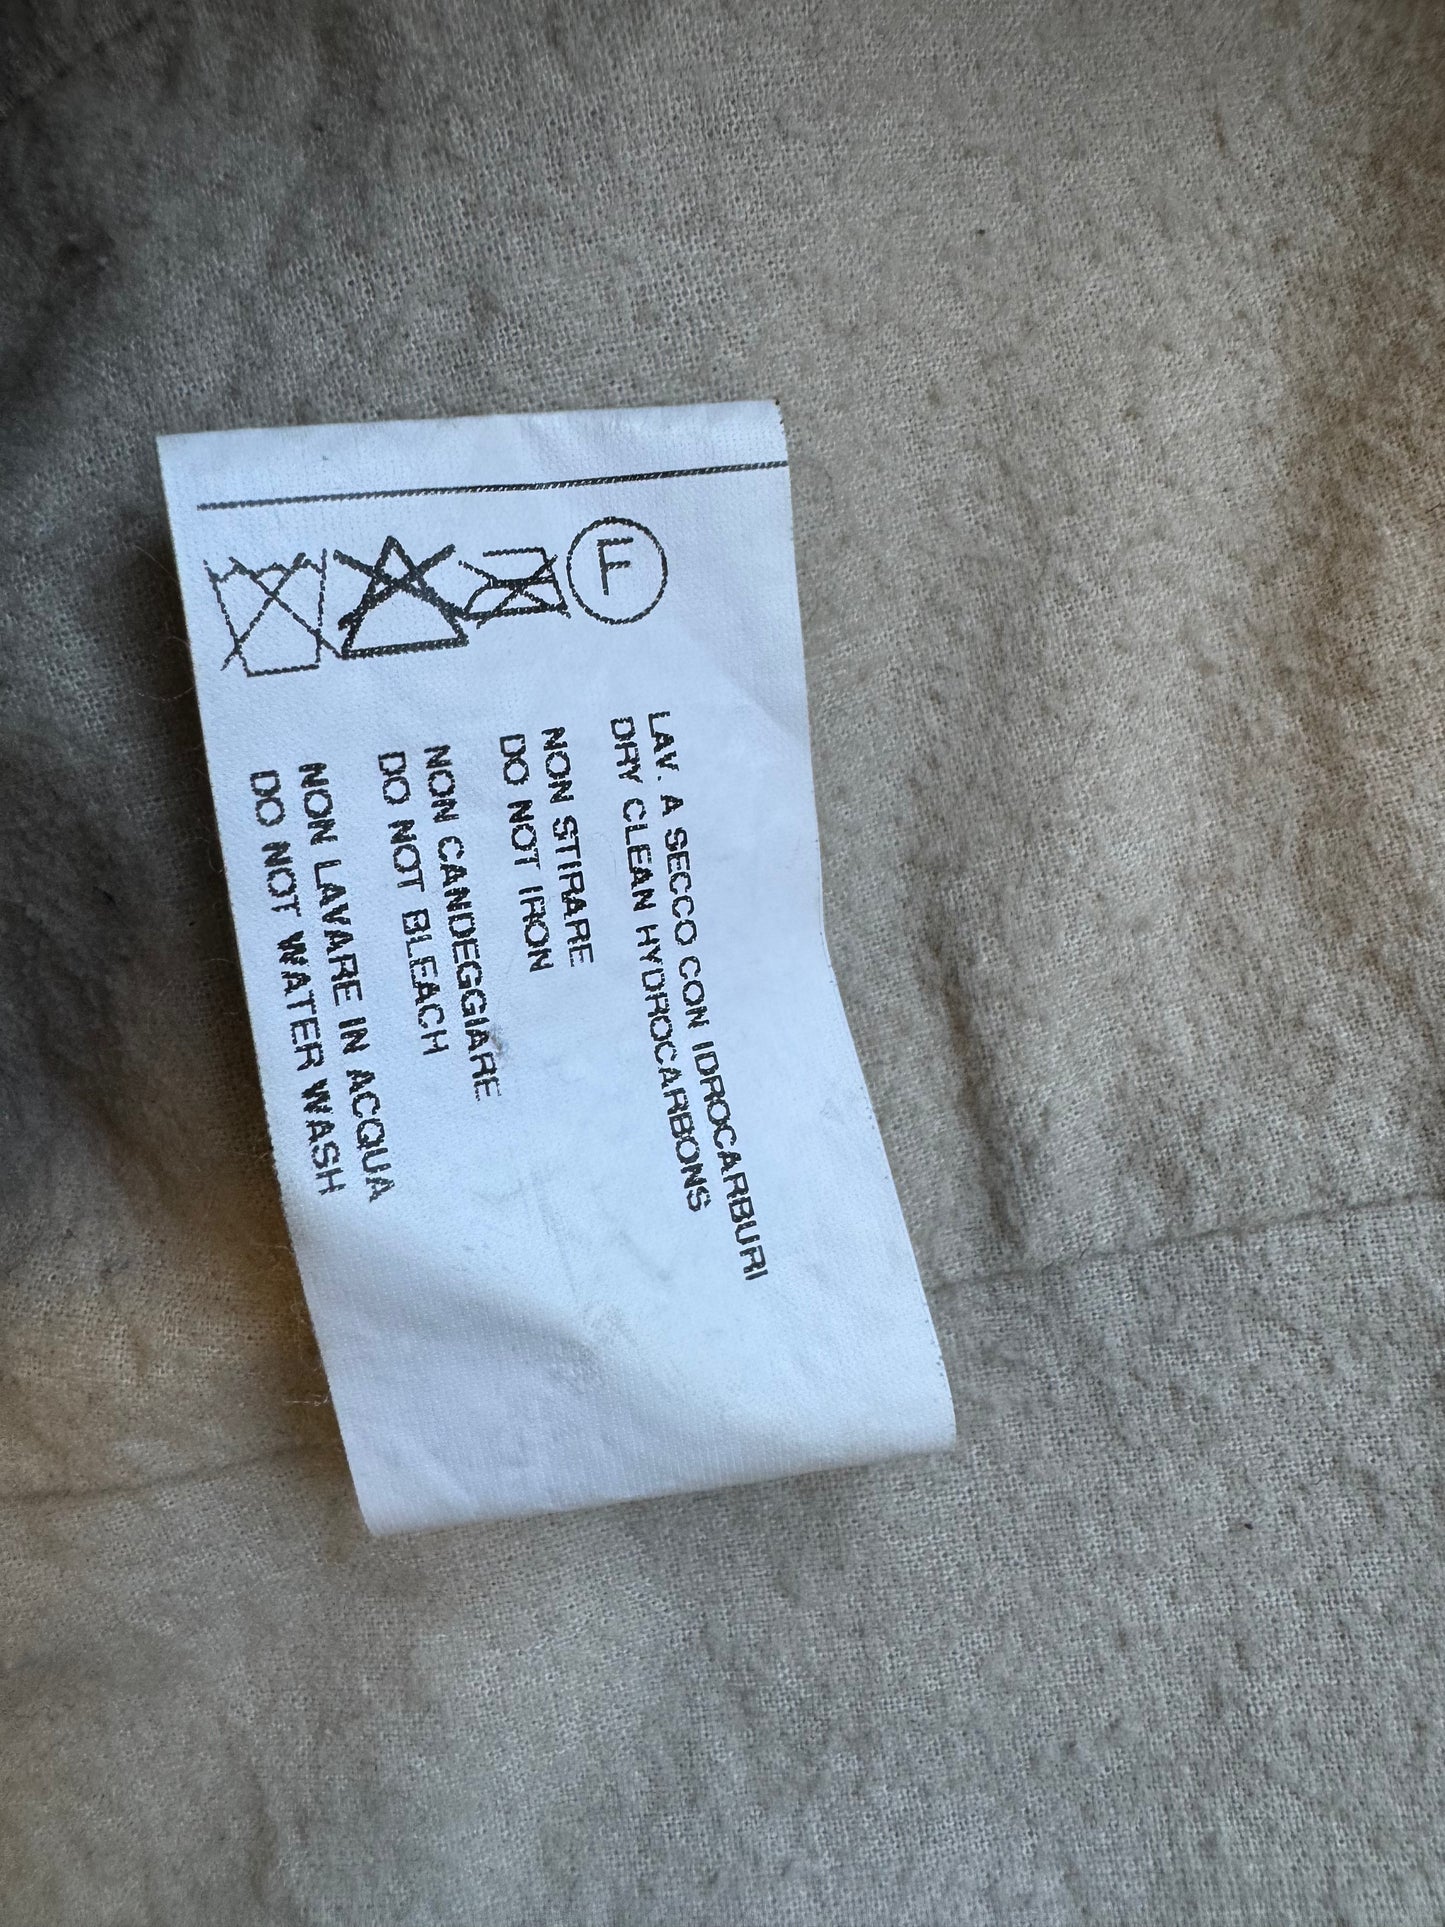 F
LAV. A SECCO CON IDROCARBURI
DRY CLEAN HYDROCARBONS
NON STIRARE
DO NOT IRON
NON CANDEGGIARE
DO NOT BLEACH
NON LAVARE IN ACQUA
DO NOT WATER WASH